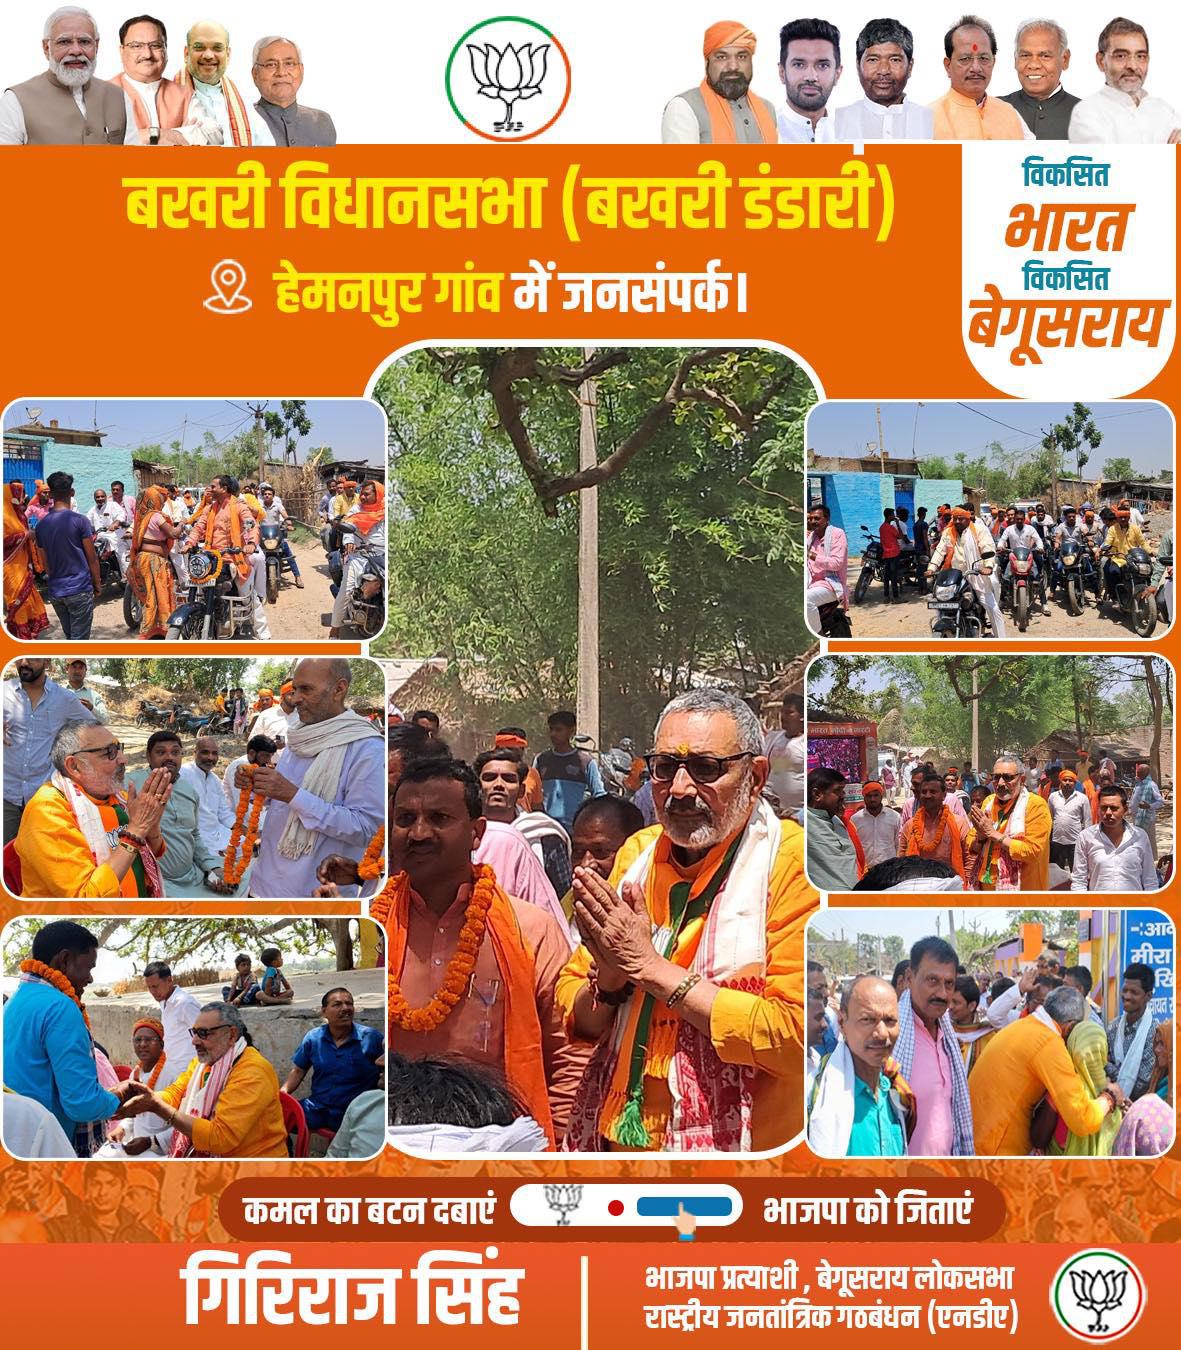 बखरी विधानसभा (बखरी डंडारी)
हेमनपुर गांव में जनसंपर्क।
विकसित
भारत
विकसित
बेगूसराय
-:आद
मीरा
कमल का बटन दबाएं
भाजपा को जिताएं
गिरिराज सिंह
भाजपा प्रत्याशी, बेगूसराय लोकसभा
रास्ट्रीय जनतांत्रिक गठबंधन (एनडीए)